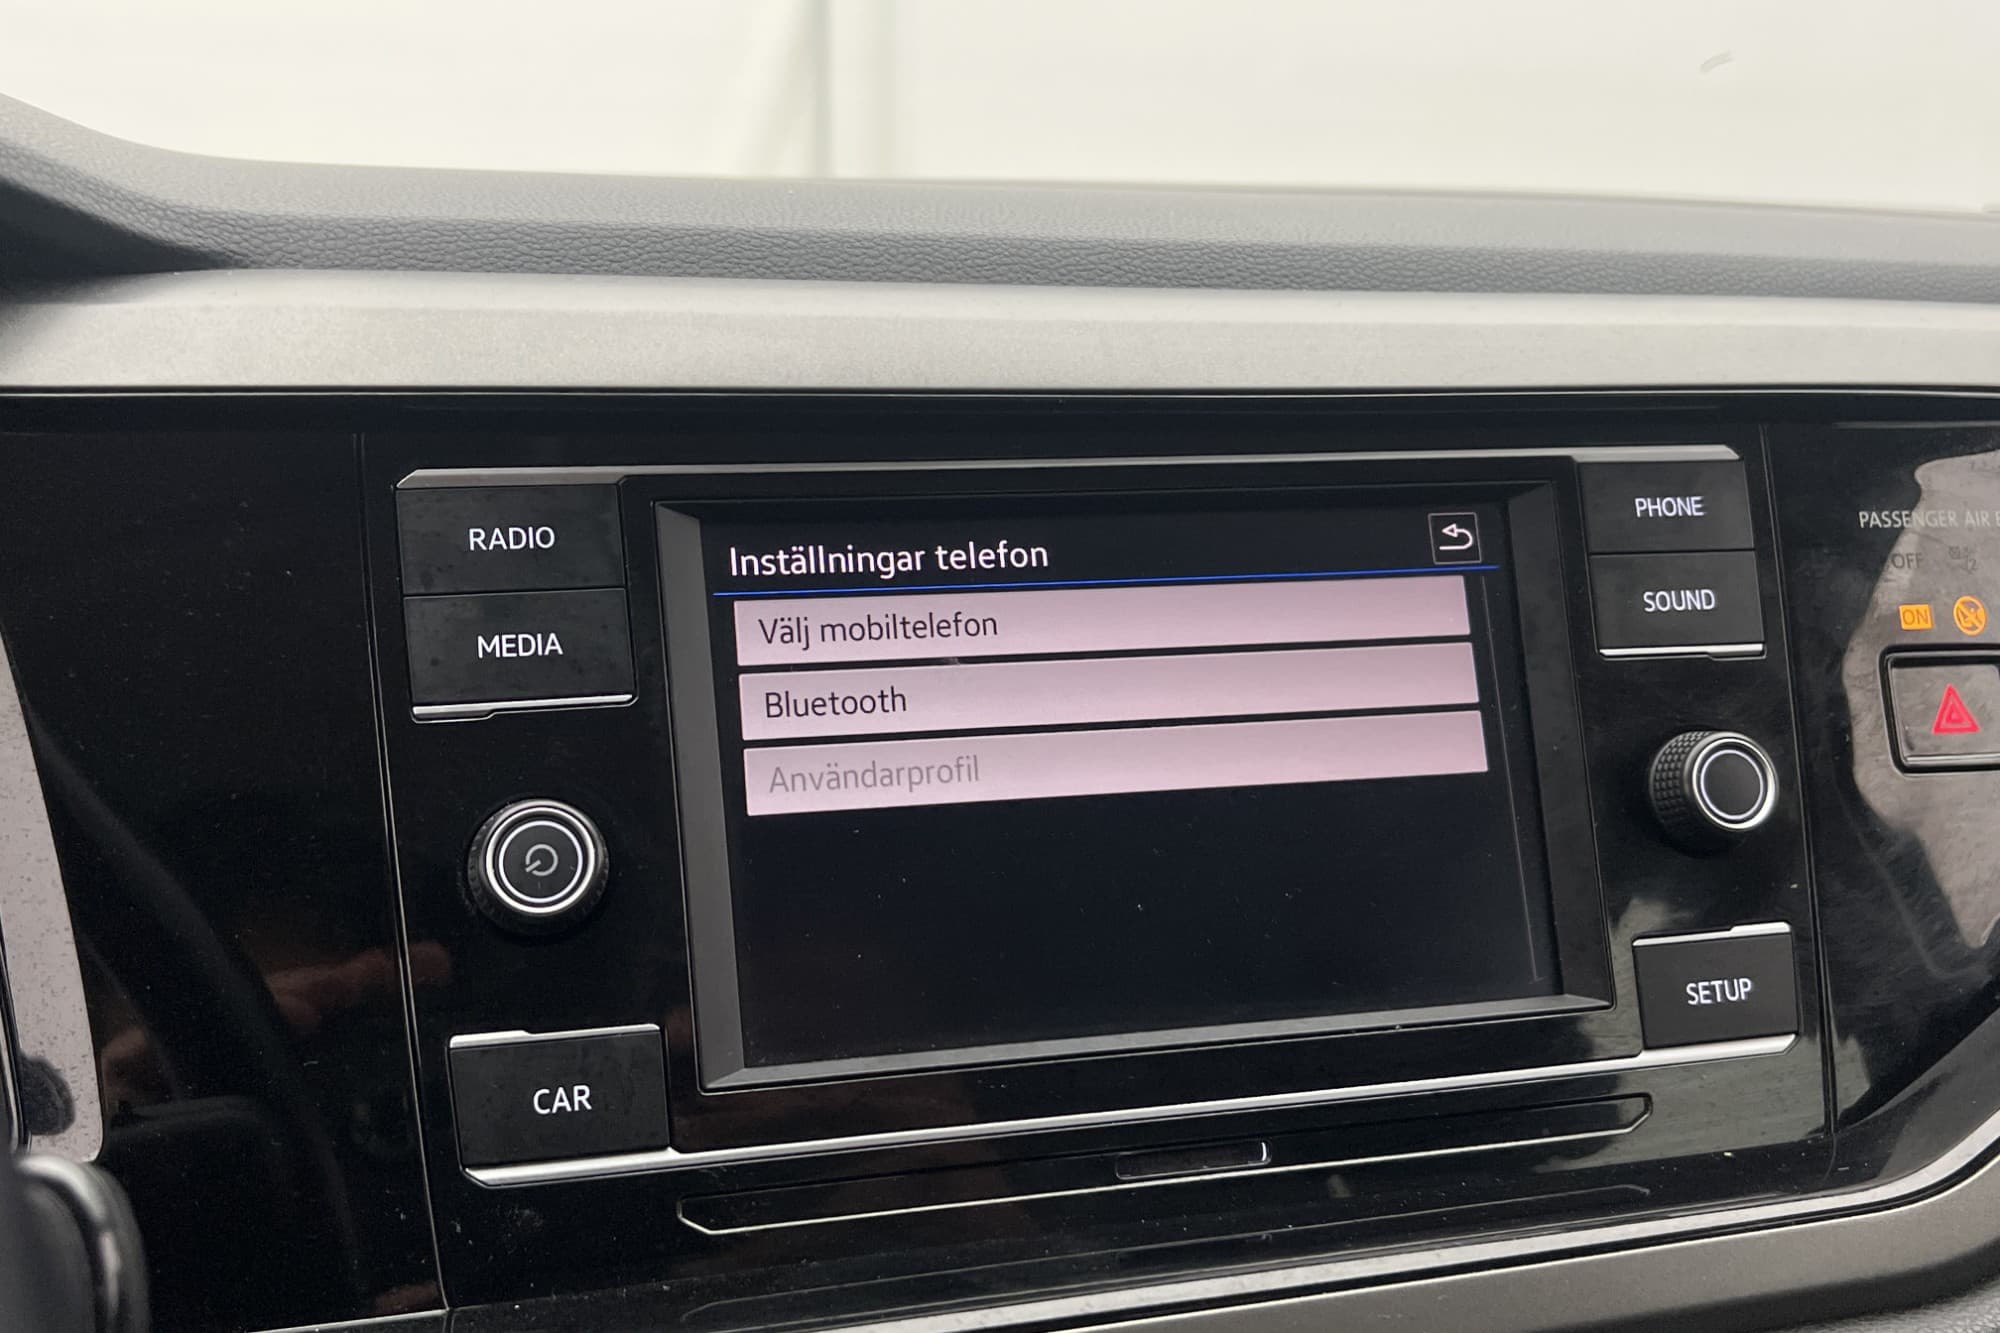 RADIO
MEDIA
CAR
Inställningar telefon
Välj mobiltelefon
Bluetooth
Användarprofil
PHONE
SOUND
SETUP
PASSENGER AIR
OFF
ON